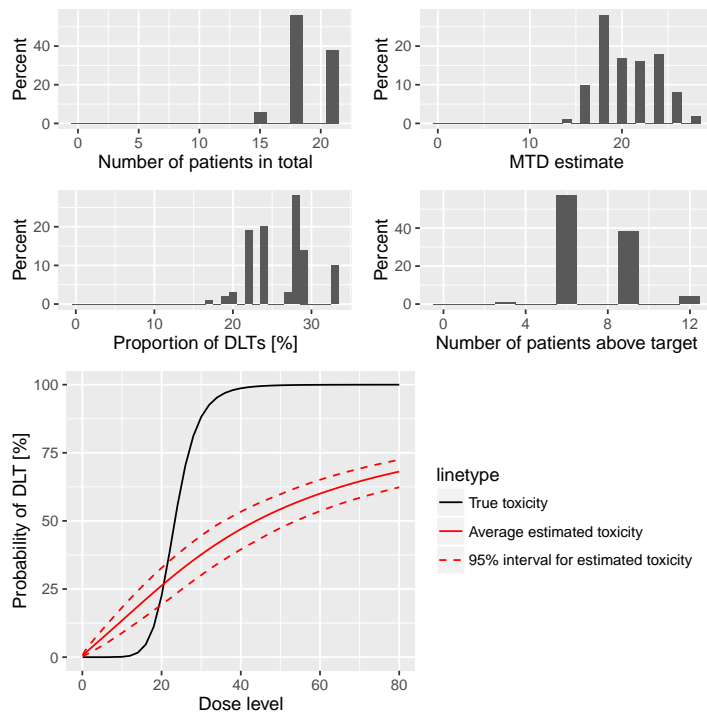 Percent
0
20
40
0
5
10
15
20
Number of patients in total
Percent
0
20
0
10
20
MTD estimate
Percent
0
10
20
0
10
20
30
Proportion of DLTs [%]
Percent
0
20
40
0
4
8
12
Number of patients above target
Probability of DLT [%]
100
75
50
25
0
0
20
40
60
80
Dose level
linetype
True toxicity
Average estimated toxicity
95% interval for estimated toxicity